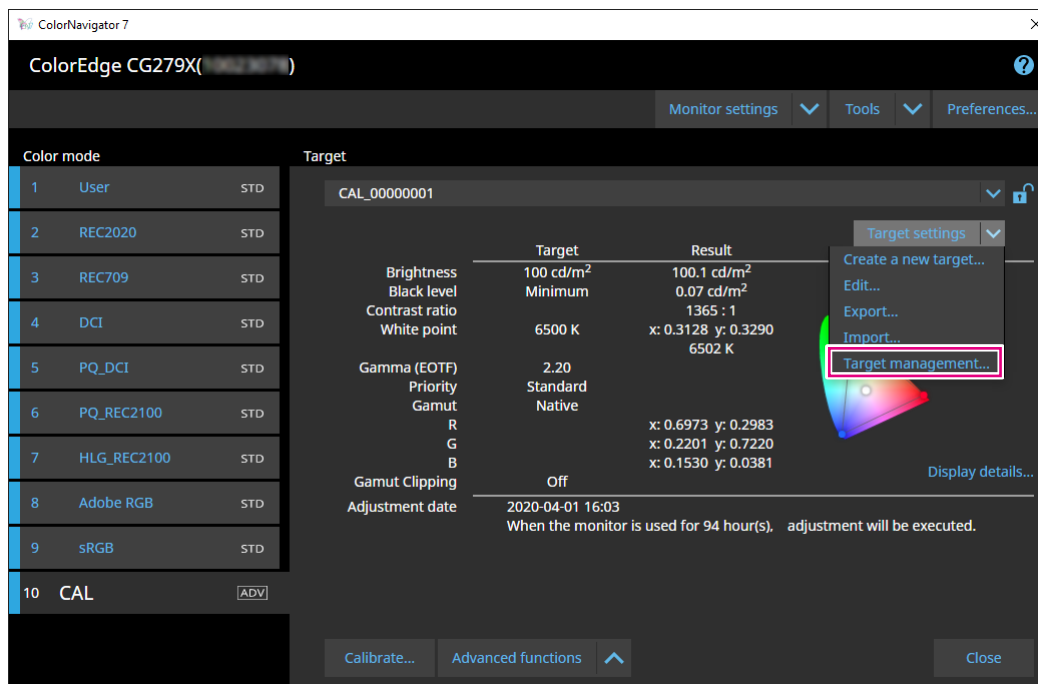 ColorNavigator 7
ColorEdge CG279X( )
Monitor settings Tools Preferences...
Color mode
1 User STD
2 REC2020 STD
3 REC709 STD
4 DCI STD
5 PQ_DCI STD
6 PQ_REC2100 STD
7 HLG_REC2100 STD
8 Adobe RGB STD
9 sRGB STD
10 CAL ADV
Target
CAL_00000001
Target settings
Create a new target...
Edit...
Export...
Import...
Target management...
Target Result
Brightness 100 cd/m² 100.1 cd/m²
Black level Minimum 0.07 cd/m²
Contrast ratio 1365 : 1
White point 6500 K x: 0.3128 y: 0.3290
6502 K
Gamma (EOTF) 2.20
Priority Standard
Gamut Native
R x: 0.6973 y: 0.2983
G x: 0.2201 y: 0.7220
B x: 0.1530 y: 0.0381
Gamut Clipping Off
Display details...
Adjustment date 2020-04-01 16:03
When the monitor is used for 94 hour(s), adjustment will be executed.
Calibrate... Advanced functions Close